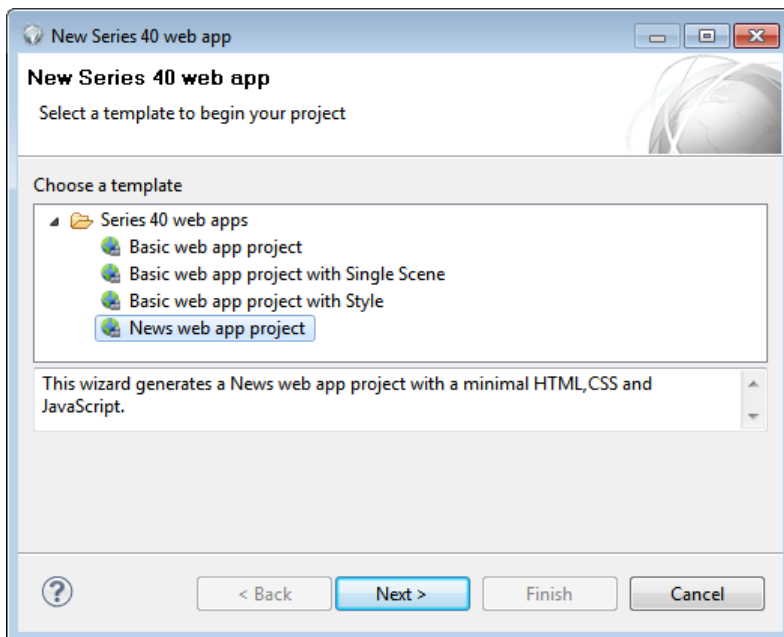 New Series 40 web app
New Series 40 web app
Select a template to begin your project
Choose a template
Series 40 web apps
Basic web app project
Basic web app project with Single Scene
Basic web app project with Style
News web app project
This wizard generates a News web app project with a minimal HTML,CSS and
JavaScript.
? < Back Next > Finish Cancel